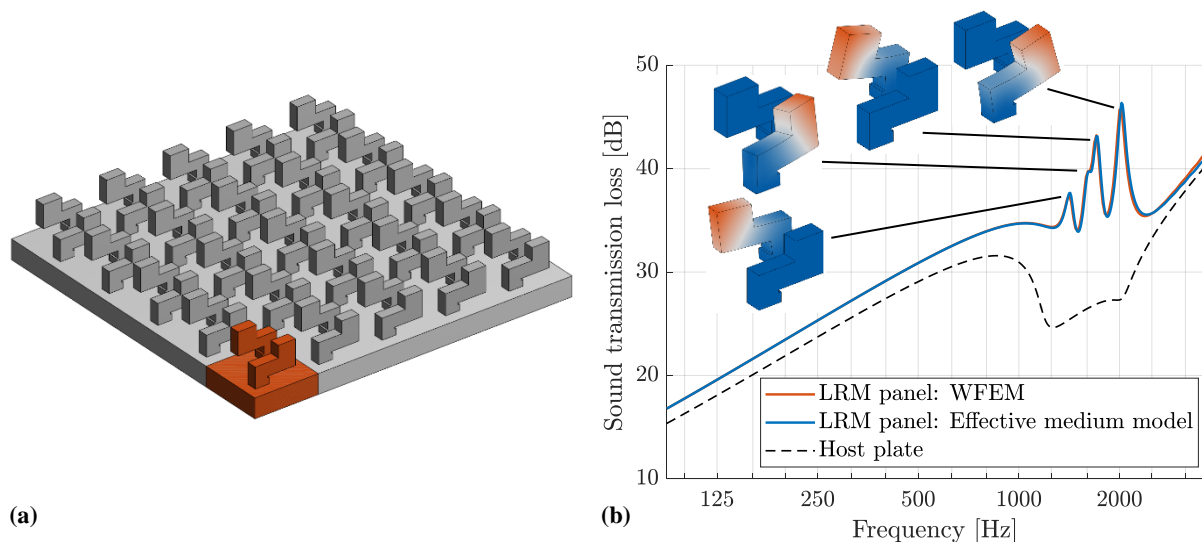 (a)
(b)
Sound transmission loss [dB]
50
40
30
20
10
LRM panel: WFEM
LRM panel: Effective medium model
Host plate
125 250 500 1000 2000
Frequency [Hz]